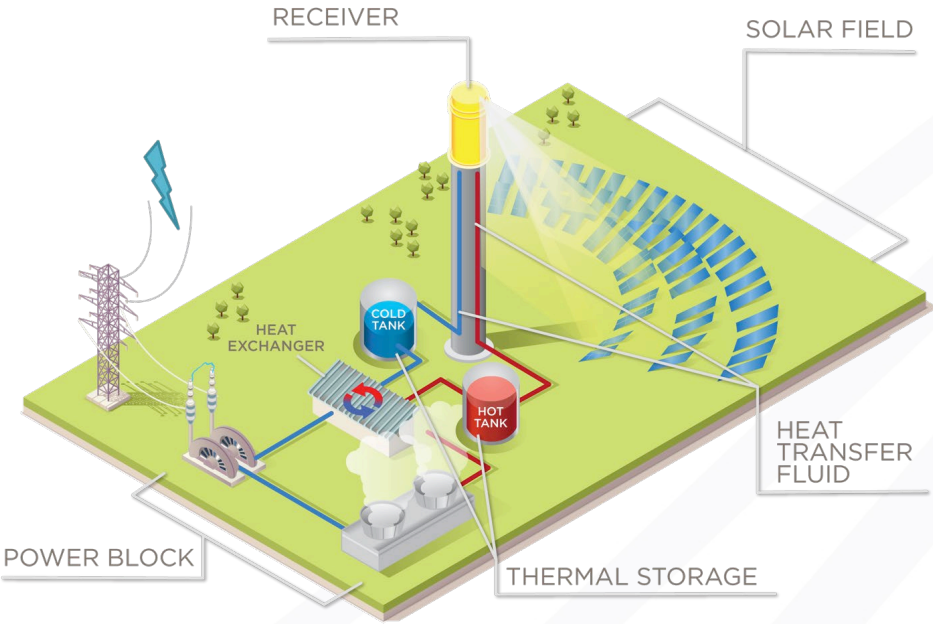 RECEIVER
SOLAR FIELD
COLD
TANK
HEAT
EXCHANGER
HOT
TANK
HEAT
TRANSFER
FLUID
POWER BLOCK
THERMAL STORAGE